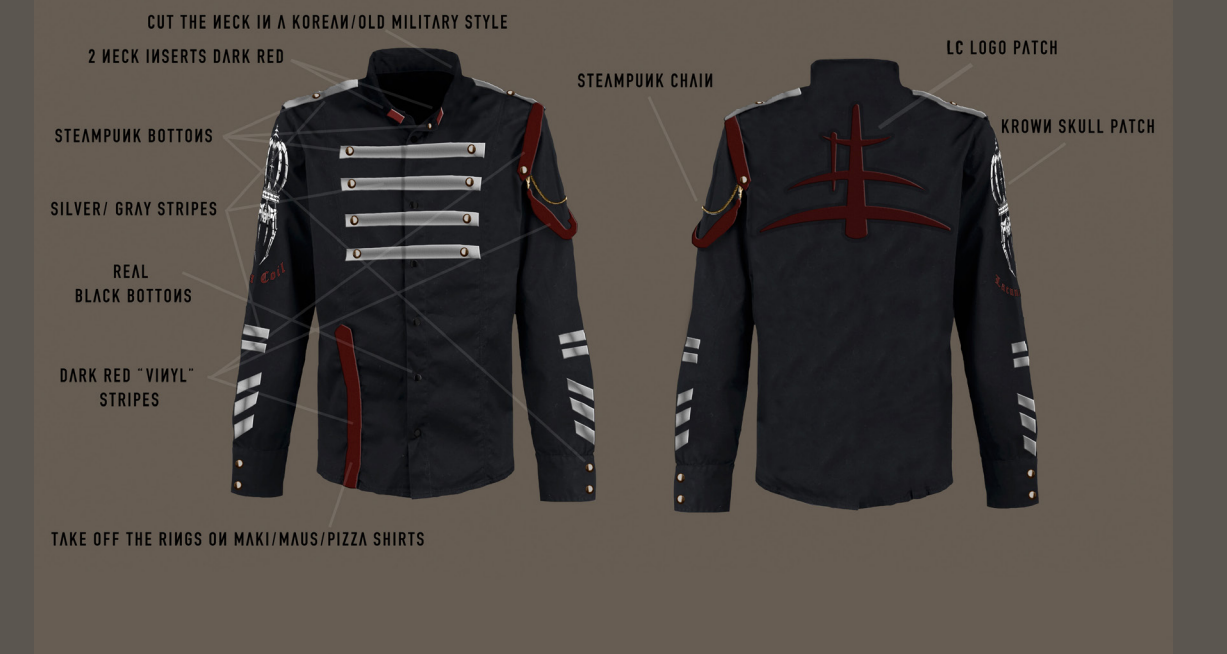 CUT THE NECK IN A KOREAN/OLD MILITARY STYLE
2 NECK INSERTS DARK RED
STEAMPUNK BOTTONS
SILVER/ GRAY STRIPES
REAL
BLACK BOTTONS
DARK RED "VINYL"
STRIPES
TAKE OFF THE RINGS ON MAKI/MAUS/PIZZA SHIRTS
Coil
STEAMPUNK CHAIN
LC LOGO PATCH
KROWN SKULL PATCH